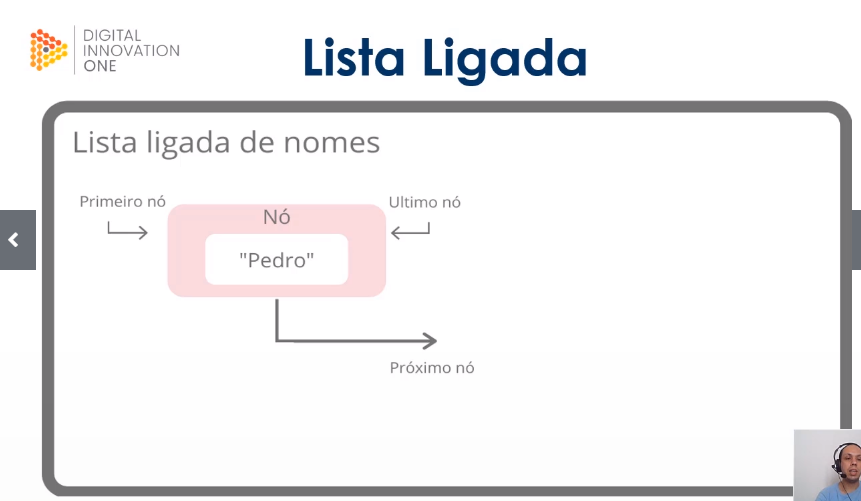 DIGITAL
INNOVATION
ONE
Lista Ligada
Lista ligada de nomes
Primeiro nó
Ultimo nó
Nó
"Pedro"
Próximo nó